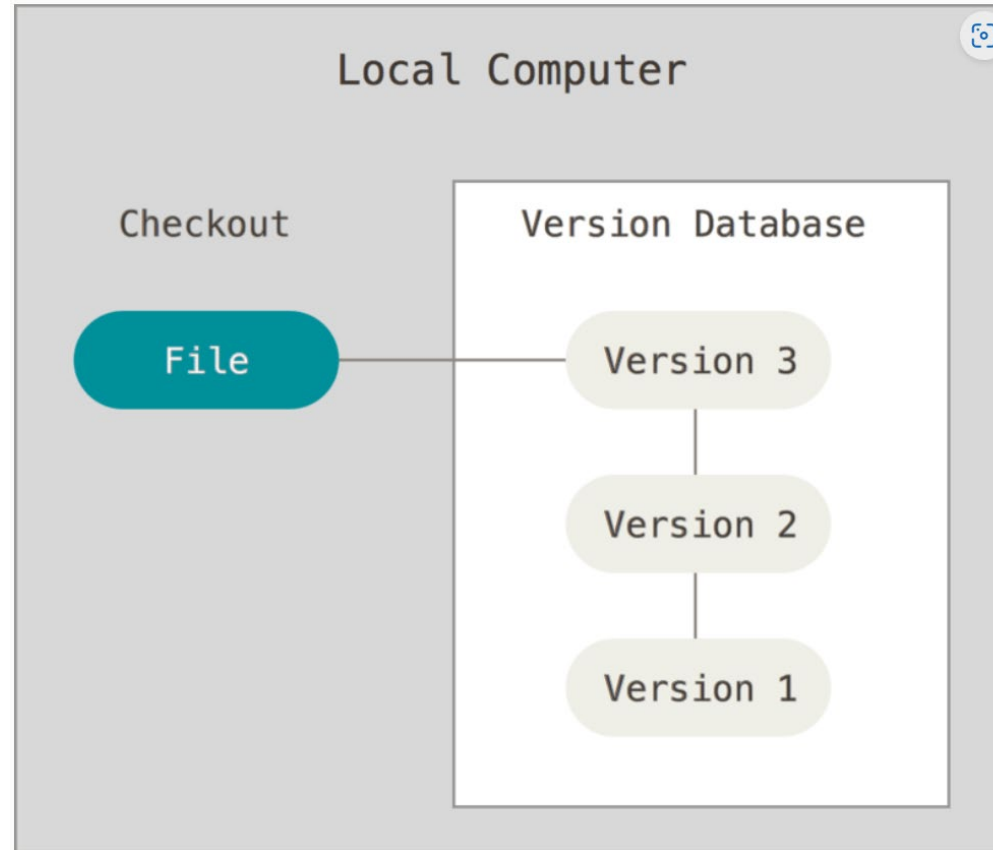 Local Computer
Checkout
Version Database
File
Version 3
Version 2
Version 1